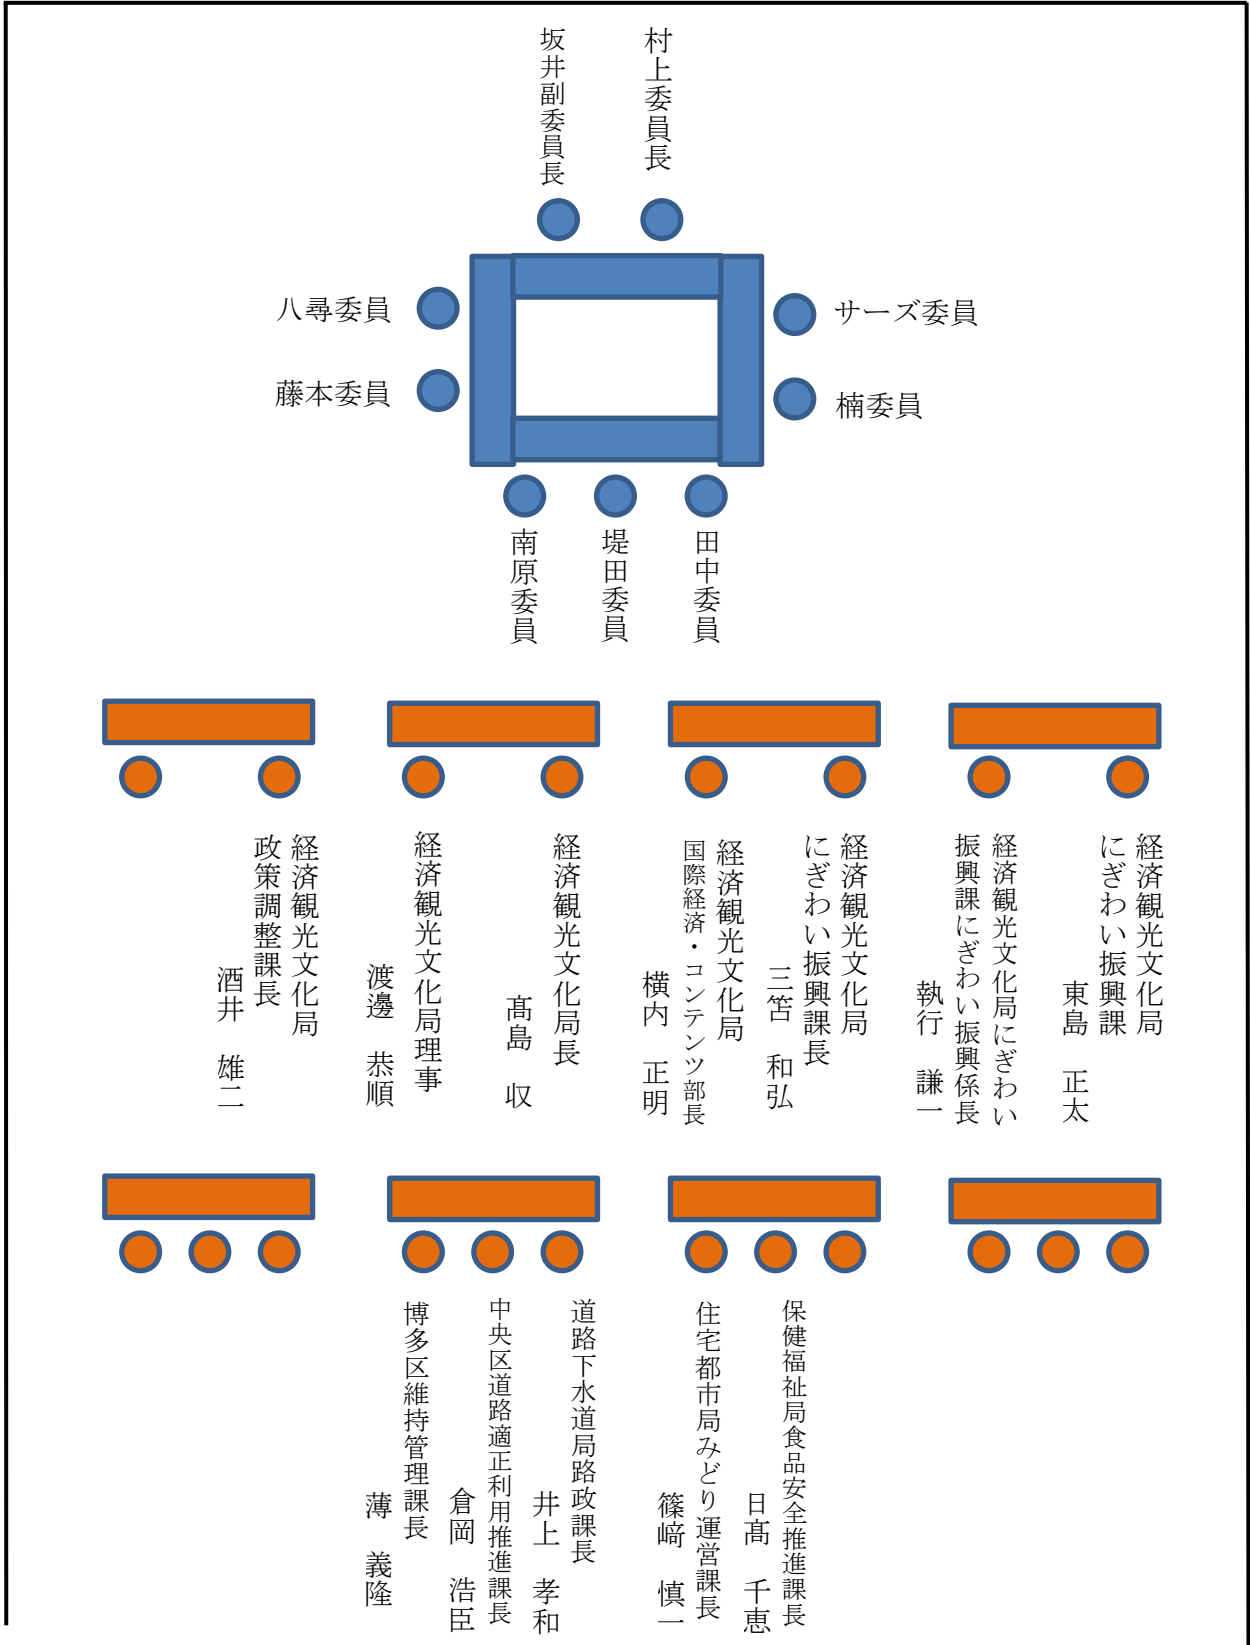 村上委員長
坂井副委員長
八尋委員
サーズ委員
藤本委員
楠委員
田中委員
堤田委員
南原委員
経済観光文化局
にぎわい振興課
東島　正太
経済観光文化局にぎわい
振興課にぎわい振興係長
執行　謙一
経済観光文化局
にぎわい振興課長
三笘　和弘
経済観光文化局
国際経済・コンテンツ部長
横内　正明
経済観光文化局長
髙島　収
経済観光文化局理事
渡邊　恭順
経済観光文化局
政策調整課長
酒井　雄二
保健福祉局食品安全推進課長
日髙　千恵
住宅都市局みどり運営課長
篠﨑　慎一
道路下水道局路政課長
井上　孝和
中央区道路適正利用推進課長
倉岡　浩臣
博多区維持管理課長
薄　義隆